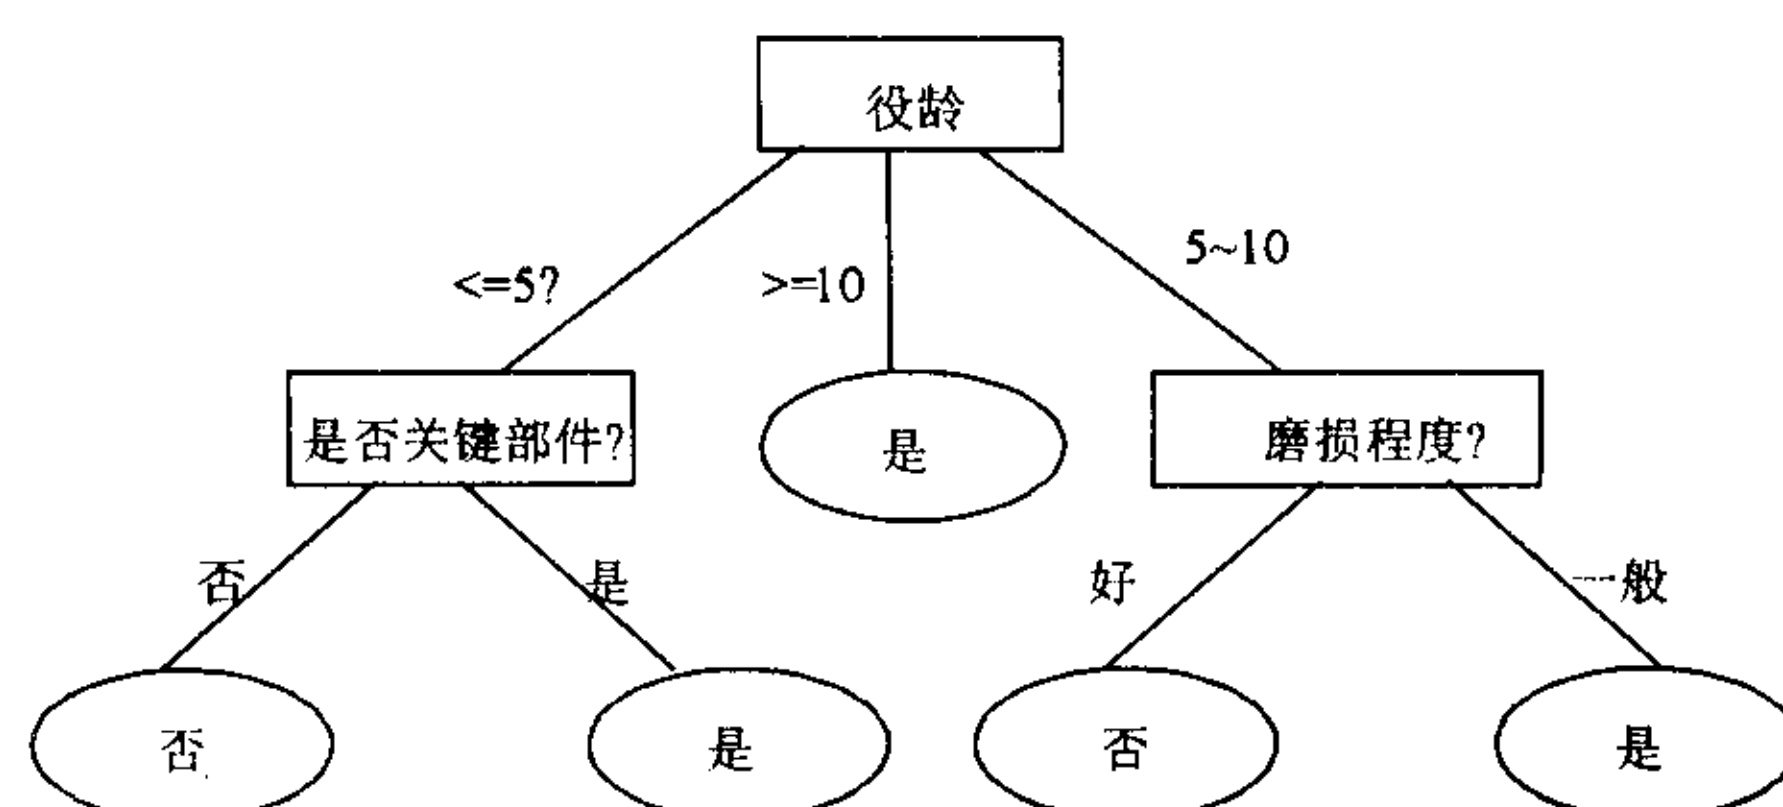 役龄
<=5?
>=10
5~10
是否关键部件?
是
磨损程度?
否
是
好
一般
否
是
否
是